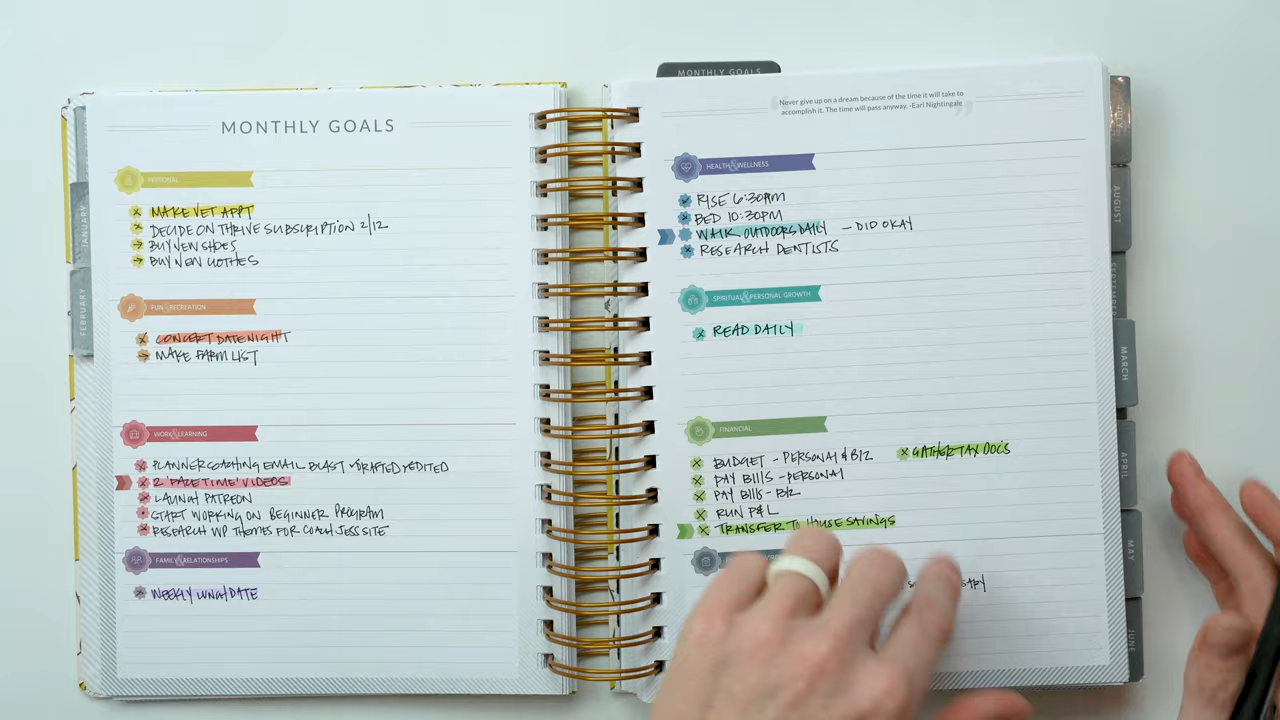 MONTHLY GOALS
PERSONAL
MAKE VET APPT
DECIDE ON THRIVE SUBSCRIPTION 2/12
BUY NEW SHOES
BUY NEW CLOTHES
FUN & RECREATION
CONCERT DATE NIGHT
MAKE FARM LIST
WORK & LEARNING
PLANNER COACHING EMAIL BLAST - DRAFTED & EDITED
2 "PACETIME" VIDEOS
LAUNCH PATREON
START WORKING ON BEGINNER PROGRAM
RESEARCH WP THEMES FOR COACH JESS SITE
FAMILY & RELATIONSHIPS
WEEKLY LUNCH DATE
JANUARY
FEBRUARY
MONTHLY GOALS
Never give up on a dream because of the time it will take to
accomplish it. The time will pass anyway. -Earl Nightingale
HEALTH & WELLNESS
RISE 6:30PM
BED 10:30PM
WALK OUTDOORS DAILY - DID OKAY
RESEARCH DENTISTS
SPIRITUAL & PERSONAL GROWTH
READ DAILY
FINANCIAL
BUDGET - PERSONAL & BIZ
GATHER TAX DOCS
PAY BILLS - PERSONAL
PAY BILLS - BIZ
RUN P&L
TRANSFER TO HOUSE SAVINGS
AUGUST
SEPTEMBER
MARCH
APRIL
MAY
JUNE